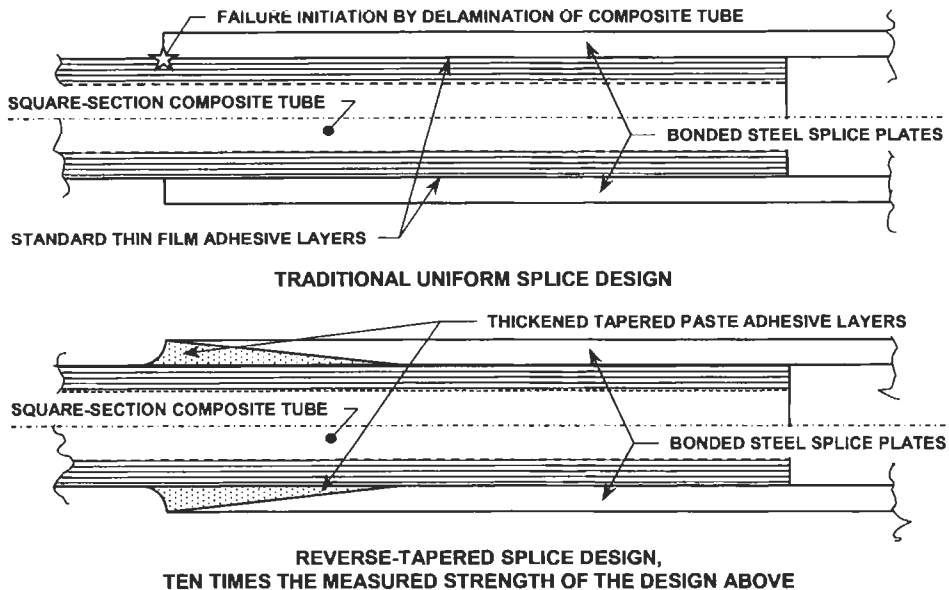 FAILURE INITIATION BY DELAMINATION OF COMPOSITE TUBE
SQUARE-SECTION COMPOSITE TUBE
BONDED STEEL SPLICE PLATES
STANDARD THIN FILM ADHESIVE LAYERS
TRADITIONAL UNIFORM SPLICE DESIGN
THICKENED TAPERED PASTE ADHESIVE LAYERS
SQUARE-SECTION COMPOSITE TUBE
BONDED STEEL SPLICE PLATES
REVERSE-TAPERED SPLICE DESIGN,
TEN TIMES THE MEASURED STRENGTH OF THE DESIGN ABOVE